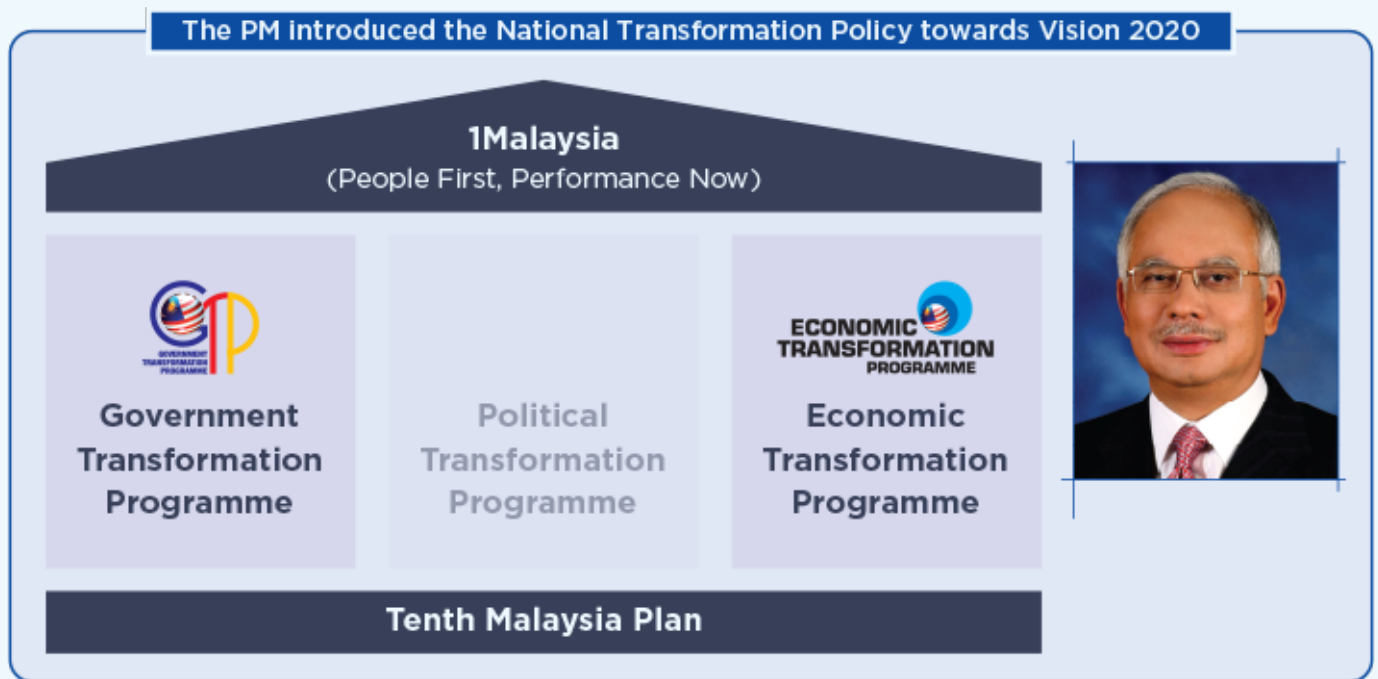 The PM introduced the National Transformation Policy towards Vision 2020
1Malaysia
(People First, Performance Now)
GTP
GOVERNMENT
TRANSFORMATION
PROGRAMME
Government
Transformation
Programme
Political
Transformation
Programme
ECONOMIC
TRANSFORMATION
PROGRAMME
Economic
Transformation
Programme
Tenth Malaysia Plan